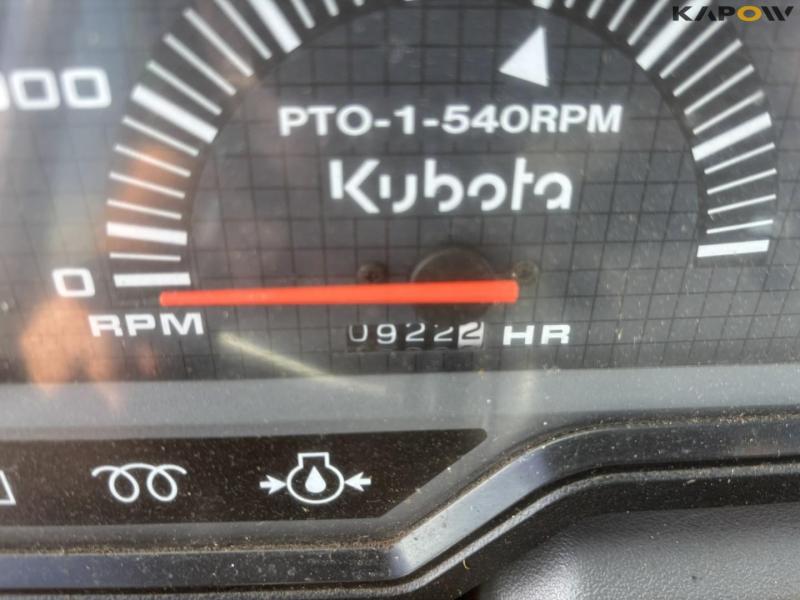 KAPOW
000
PTO-1-540RPM
Kubota
0
RPM
09222 HR